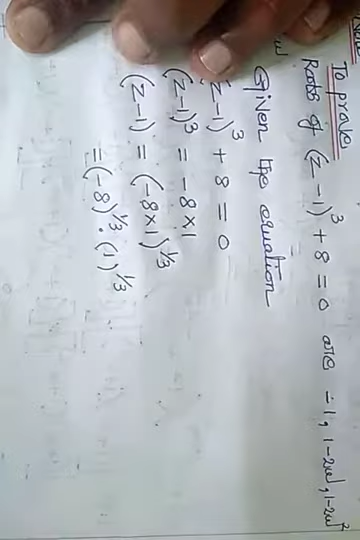 To prove
Roots of (z-1)³ + 8 = 0 are -1, 1-2ω, 1-2ω²
Given the equation
z-1)³ + 8 = 0
(z-1)³ = -8×1
(z-1) = (-8×1)^1/3
= (-8)^1/3 · (1)^1/3